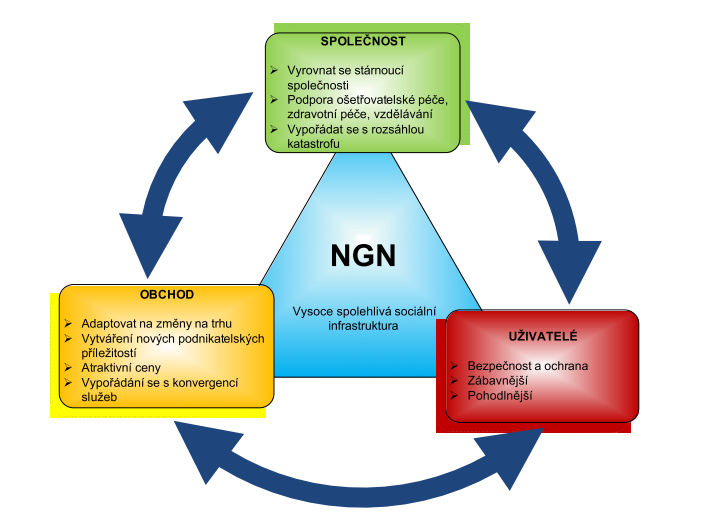 SPOLEČNOST
Vyrovnat se stárnoucí
společnosti
Podpora ošetřovatelské péče,
zdravotní péče, vzdělávání
Vypořádat se s rozsáhlou
katastrofu
NGN
Vysoce spolehlivá sociální
infrastruktura
OBCHOD
Adaptovat na změny na trhu
Vytváření nových podnikatelských
příležitostí
Atraktivní ceny
Vypořádání se s konvergencí
služeb
UŽIVATELÉ
Bezpečnost a ochrana
Zábavnější
Pohodlnější